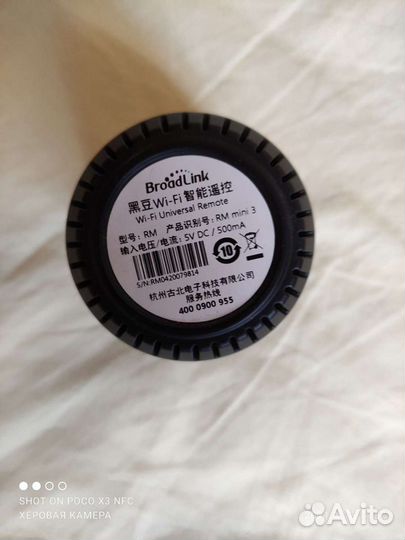 BroadLink
黑豆Wi-Fi智能遥控
Wi-Fi Universal Remote
型号: RM 产品识别号: RM mini 3
输入电压/电流: 5V DC / 500mA
S/N:RM0420079814
10
杭州古北电子科技有限公司
服务热线
400 0900 955
SHOT ON POCO X3 NFC
ХЕРОВАЯ КАМЕРА
Avito